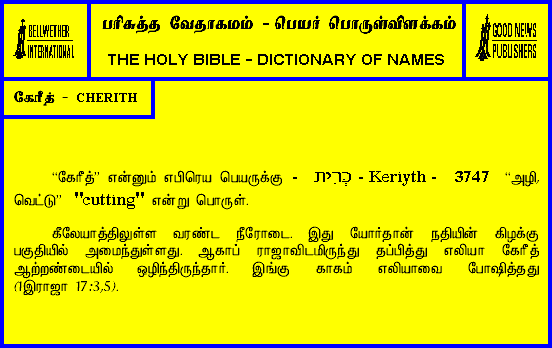 BELLWETHER
INTERNATIONAL
பரிசுத்த வேதாகமம் - பெயர் பொருள்விளக்கம்
THE HOLY BIBLE - DICTIONARY OF NAMES
GOOD NEWS
PUBLISHERS
கேரீத் - CHERITH
“கேரீத்” என்னும் எபிரெய பெயருக்கு - כְּרִית - Keriyth - 3747 “அழி,
வெட்டு” "cutting" என்று பொருள்.
கீலேயாத்திலுள்ள வரண்ட நீரோடை. இது யோர்தான் நதியின் கிழக்கு
பகுதியில் அமைந்துள்ளது. ஆகாப் ராஜாவிடமிருந்து தப்பித்து எலியா கேரீத்
ஆற்றண்டையில் ஒழிந்திருந்தார். இங்கு காகம் எலியாவை போஷித்தது
(1இராஜா 17:3,5).